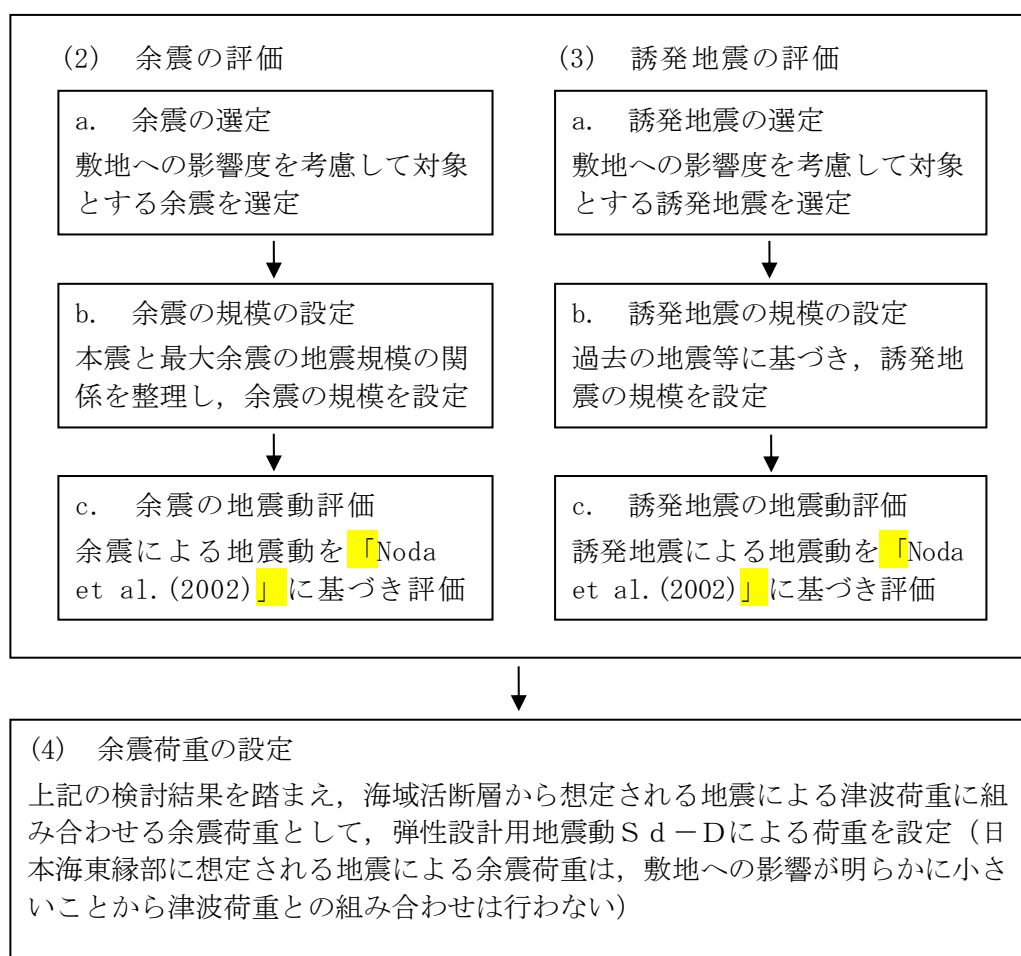 (2) 余震の評価
a. 余震の選定
敷地への影響度を考慮して対象
とする余震を選定
b. 余震の規模の設定
本震と最大余震の地震規模の関
係を整理し，余震の規模を設定
c. 余震の地震動評価
余震による地震動を「Noda
et al.(2002)」に基づき評価
(3) 誘発地震の評価
a. 誘発地震の選定
敷地への影響度を考慮して対象
とする誘発地震を選定
b. 誘発地震の規模の設定
過去の地震等に基づき，誘発地
震の規模を設定
c. 誘発地震の地震動評価
誘発地震による地震動を「Noda
et al.(2002)」に基づき評価
(4) 余震荷重の設定
上記の検討結果を踏まえ，海域活断層から想定される地震による津波荷重に組
み合わせる余震荷重として，弾性設計用地震動Ｓｄ－Ｄによる荷重を設定（日
本海東縁部に想定される地震による余震荷重は，敷地への影響が明らかに小さ
いことから津波荷重との組み合わせは行わない）